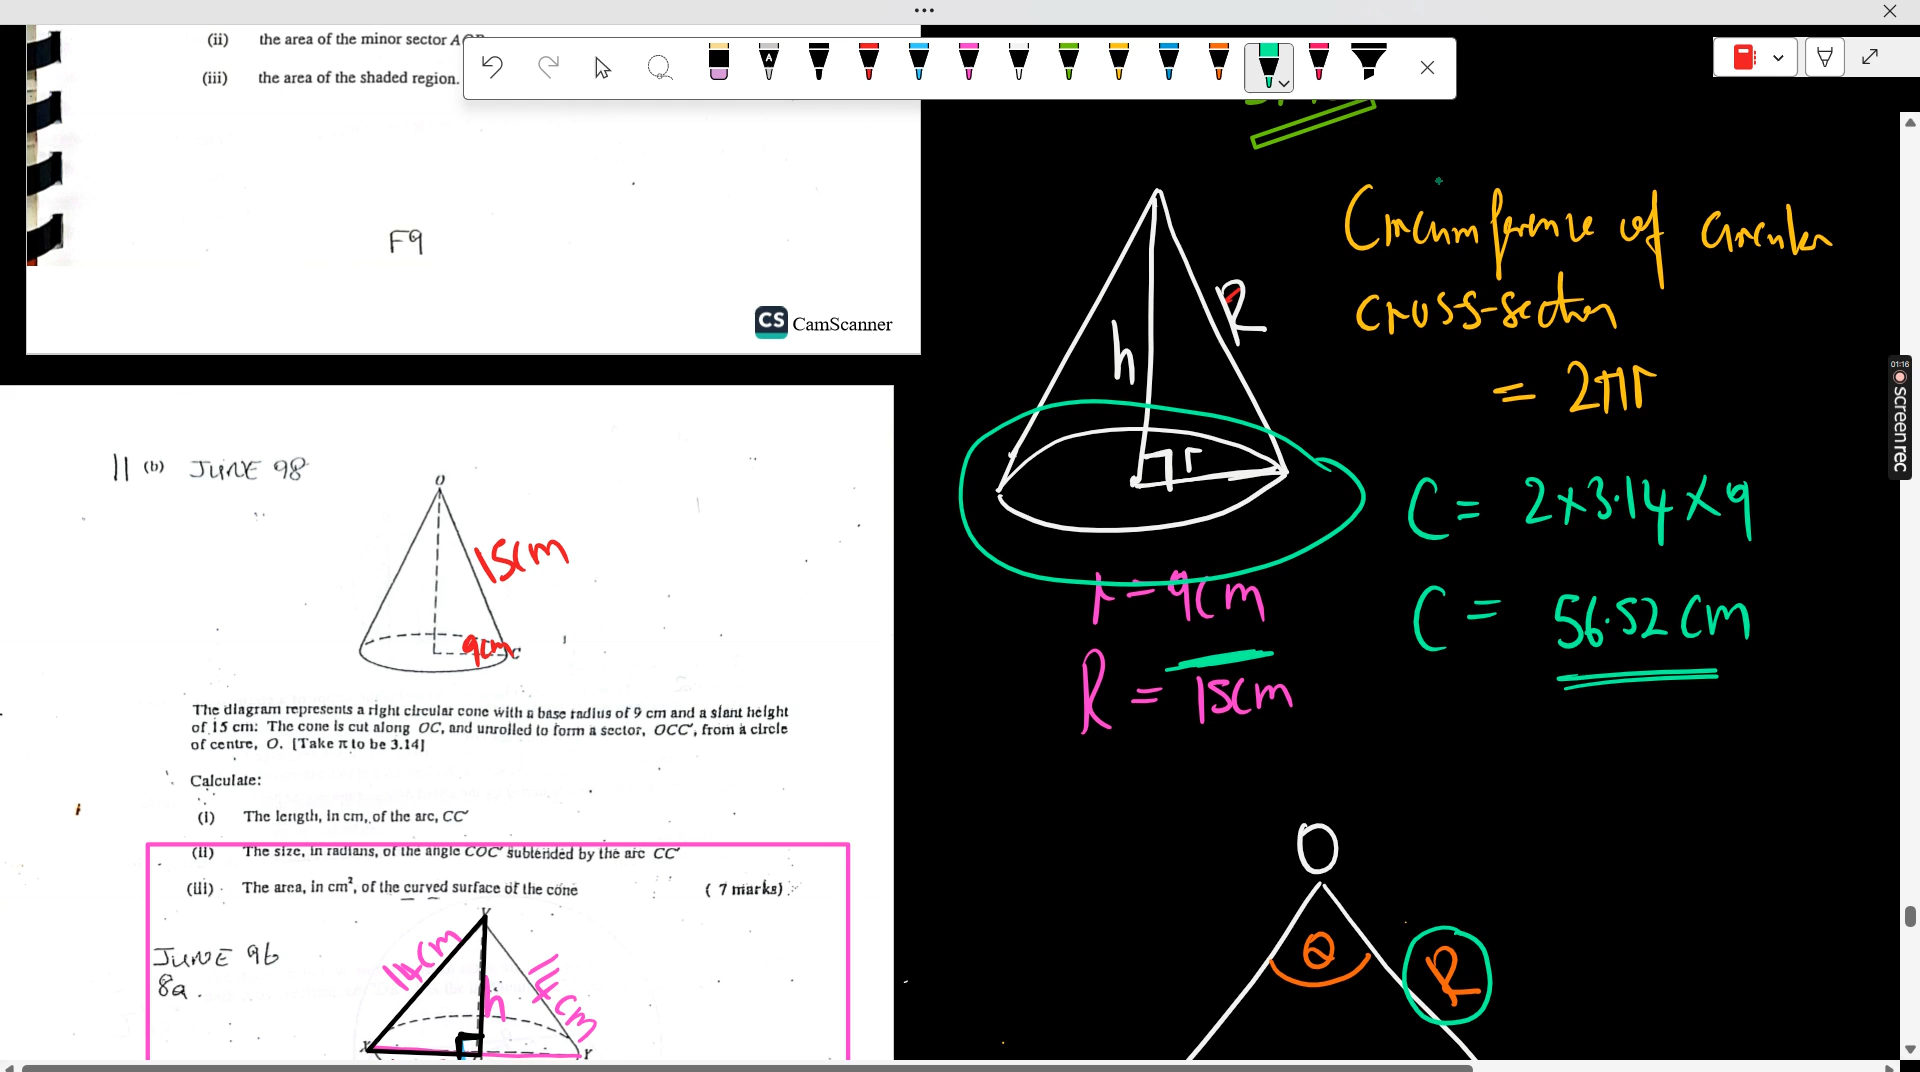 (ii) the area of the minor sector A
(iii) the area of the shaded region.
F9
CS CamScanner
11 (b) JUNE 98
O
15cm
9cm
C
The diagram represents a right circular cone with a base radius of 9 cm and a slant height
of 15 cm: The cone is cut along OC, and unrolled to form a sector, OCC', from a circle
of centre, O. [Take π to be 3.14]
Calculate:
(i) The length, in cm, of the arc, CC'
(ii) The size, in radians, of the angle COC' subtended by the arc CC'
(iii) The area, in cm², of the curved surface of the cone (7 marks)
JUNE 96
8a.
V
14cm
h
14cm
X
Y
h
R
r
r = 9cm
R = 15cm
Circumference of circular
cross-section
= 2πr
C = 2×3.14×9
C = 56.52 cm
O
θ
R
01:16
screenrec